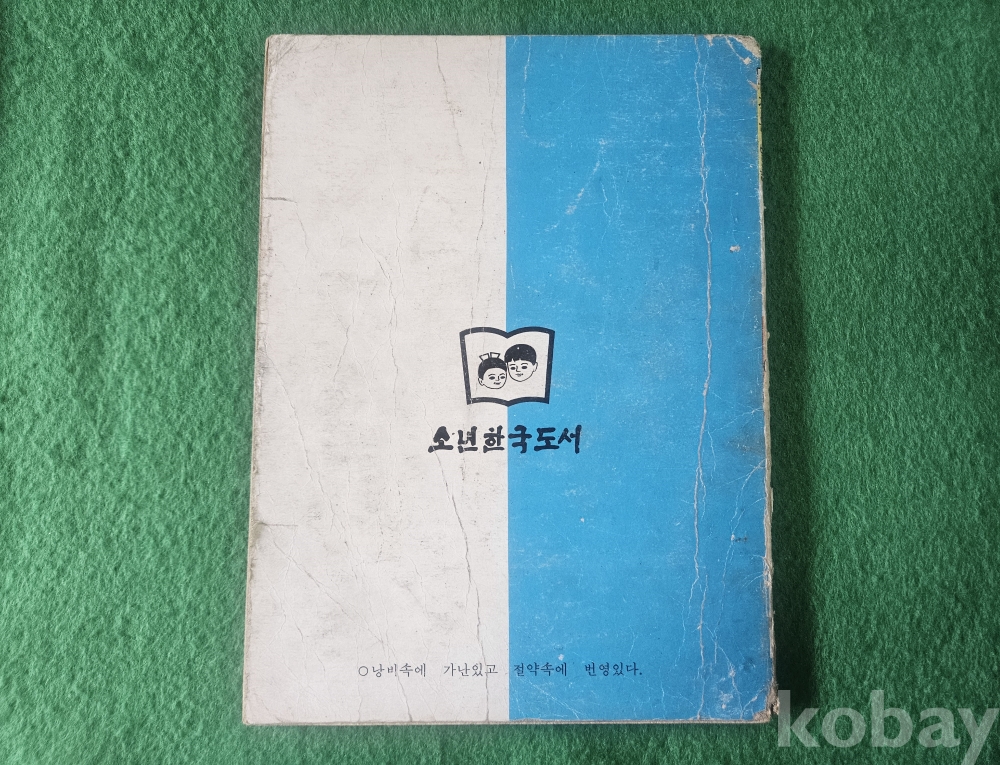 소년한국도서
○낭비속에 가난있고 절약속에 번영있다.
kobay